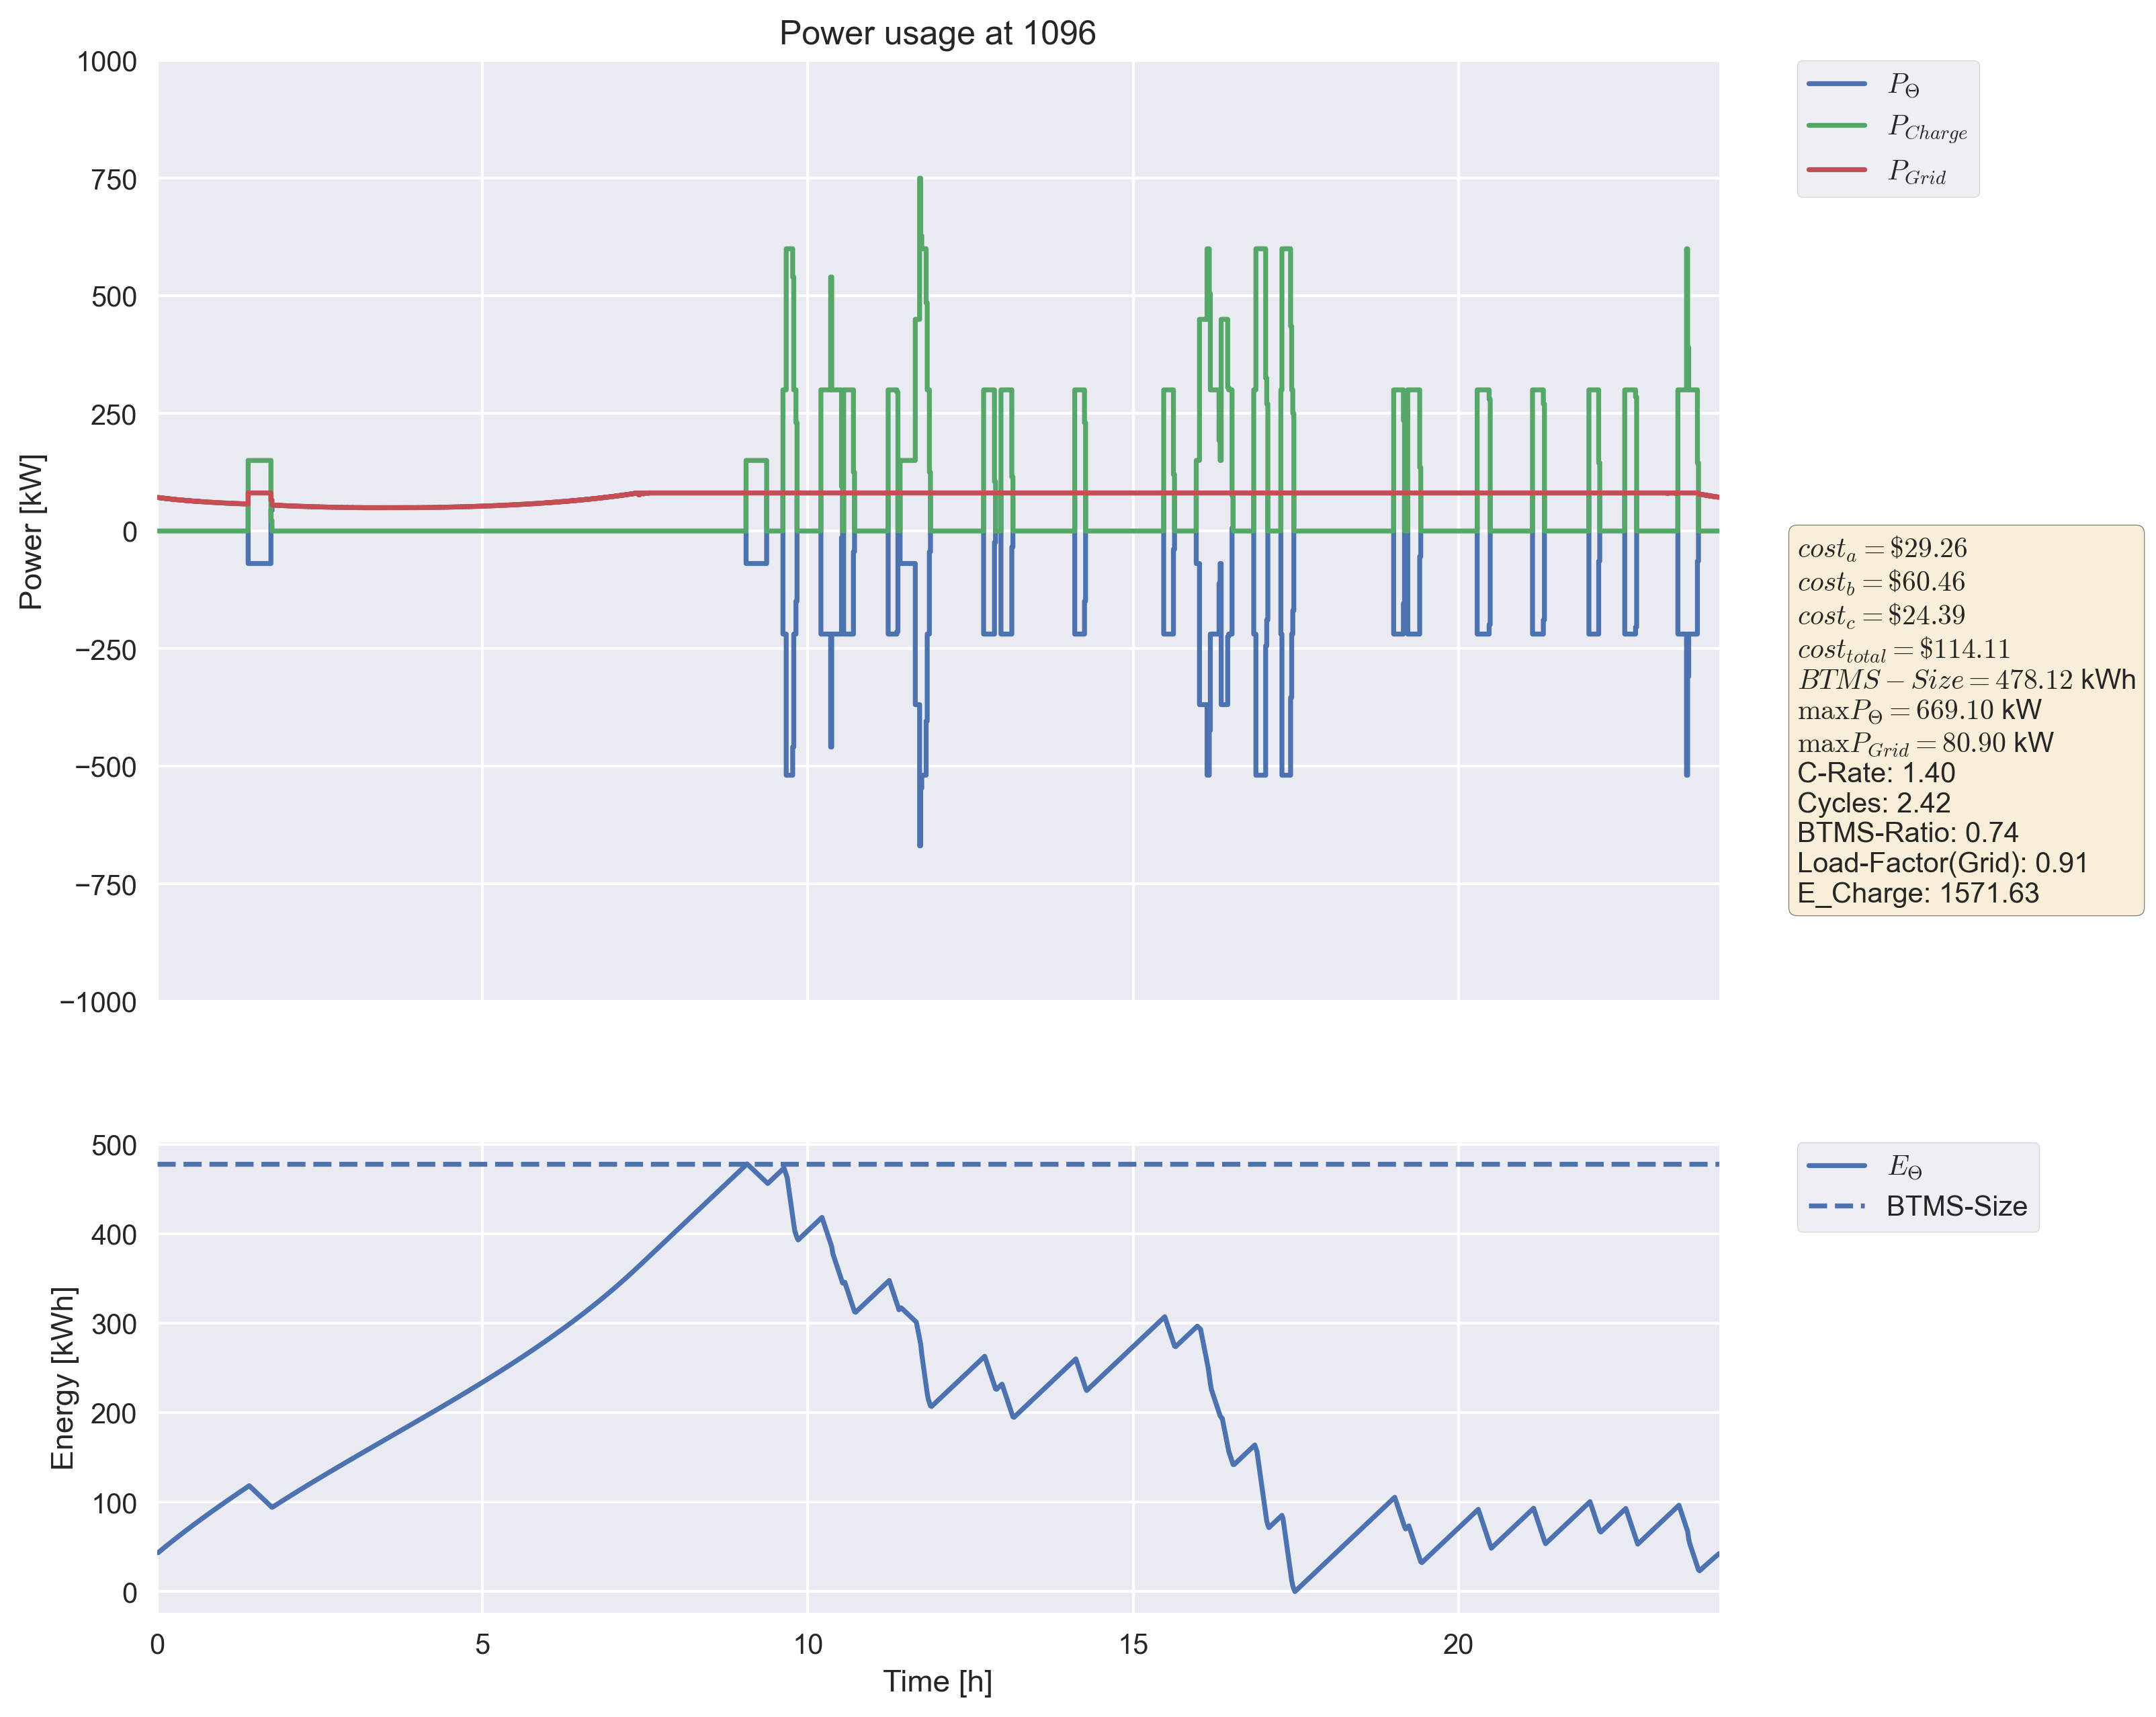 Power usage at 1096
1000
750
500
250
0
−250
−500
−750
−1000
Power [kW]
P_Θ
P_Charge
P_Grid
cost_a = $29.26
cost_b = $60.46
cost_c = $24.39
cost_total = $114.11
BTMS − Size = 478.12 kWh
maxP_Θ = 669.10 kW
maxP_Grid = 80.90 kW
C-Rate: 1.40
Cycles: 2.42
BTMS-Ratio: 0.74
Load-Factor(Grid): 0.91
E_Charge: 1571.63
500
400
300
200
100
0
Energy [kWh]
0 5 10 15 20
Time [h]
E_Θ
BTMS-Size